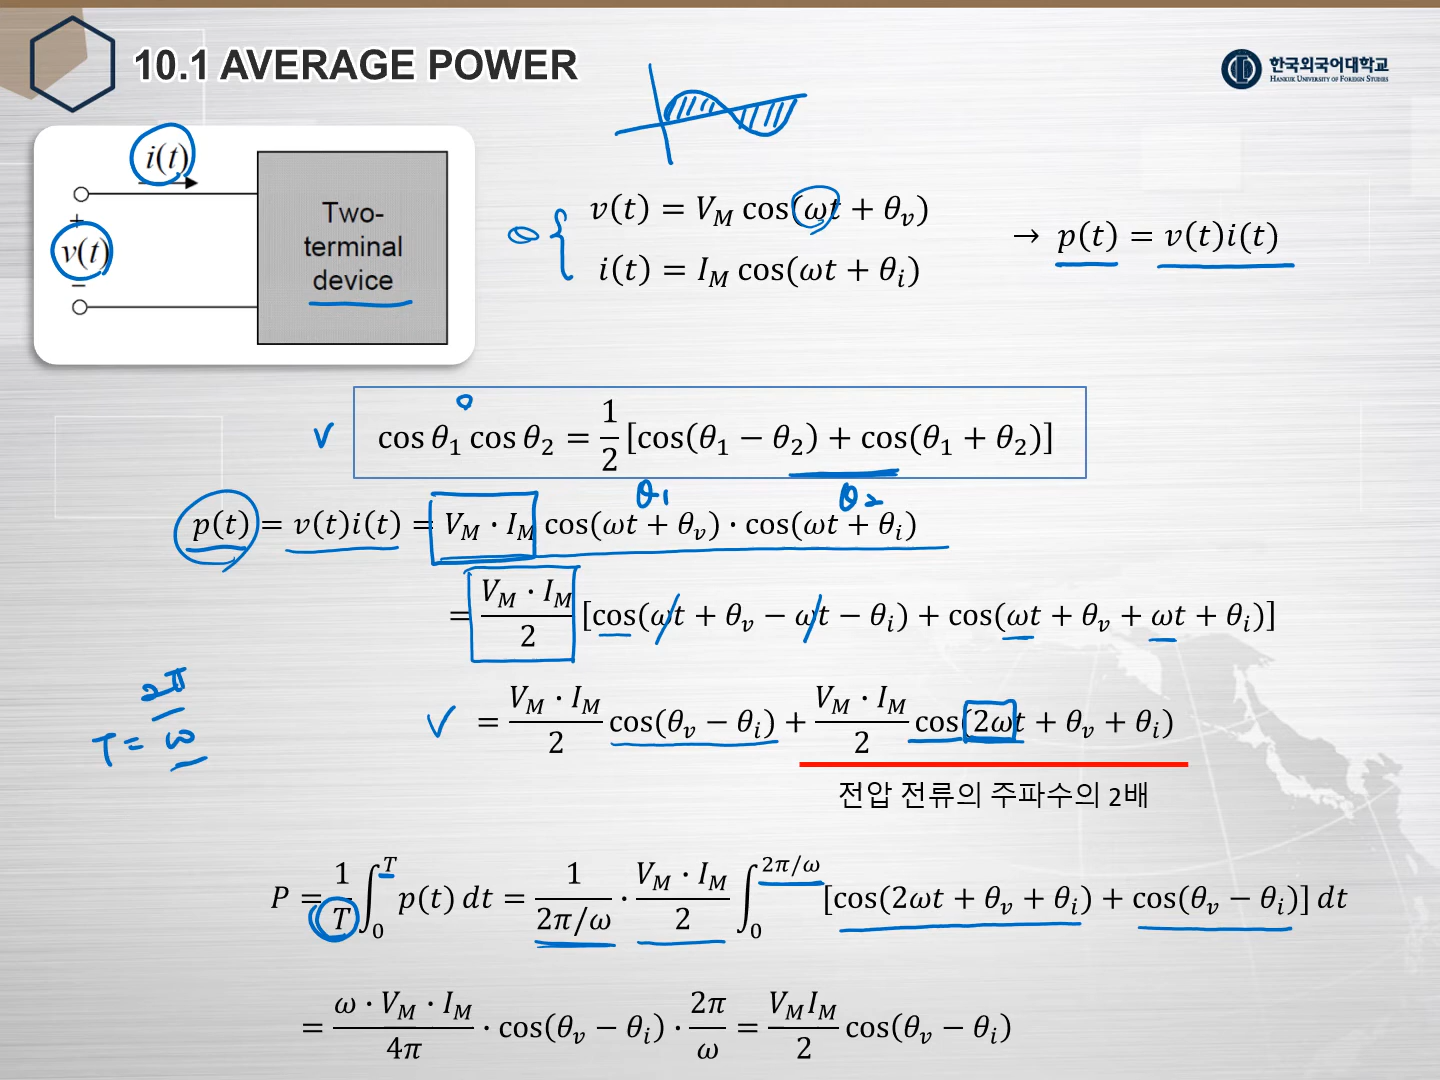 10.1 AVERAGE POWER
한국외국어대학교
HANKUK UNIVERSITY OF FOREIGN STUDIES
i(t)
+
v(t)
−
Two-
terminal
device
v(t) = V_M cos(ωt + θ_v)
i(t) = I_M cos(ωt + θ_i)
→ p(t) = v(t)i(t)
cos θ_1 cos θ_2 = 1/2 [cos(θ_1 − θ_2) + cos(θ_1 + θ_2)]
θ_1 θ_2
p(t) = v(t)i(t) = V_M · I_M cos(ωt + θ_v) · cos(ωt + θ_i)
= V_M · I_M / 2 [cos(ωt + θ_v − ωt − θ_i) + cos(ωt + θ_v + ωt + θ_i)]
= V_M · I_M / 2 cos(θ_v − θ_i) + V_M · I_M / 2 cos(2ωt + θ_v + θ_i)
T = 2π/ω
전압 전류의 주파수의 2배
P = 1/T ∫_0^T p(t) dt = 1/(2π/ω) · V_M · I_M / 2 ∫_0^{2π/ω} [cos(2ωt + θ_v + θ_i) + cos(θ_v − θ_i)] dt
= ω · V_M · I_M / 4π · cos(θ_v − θ_i) · 2π/ω = V_M I_M / 2 cos(θ_v − θ_i)